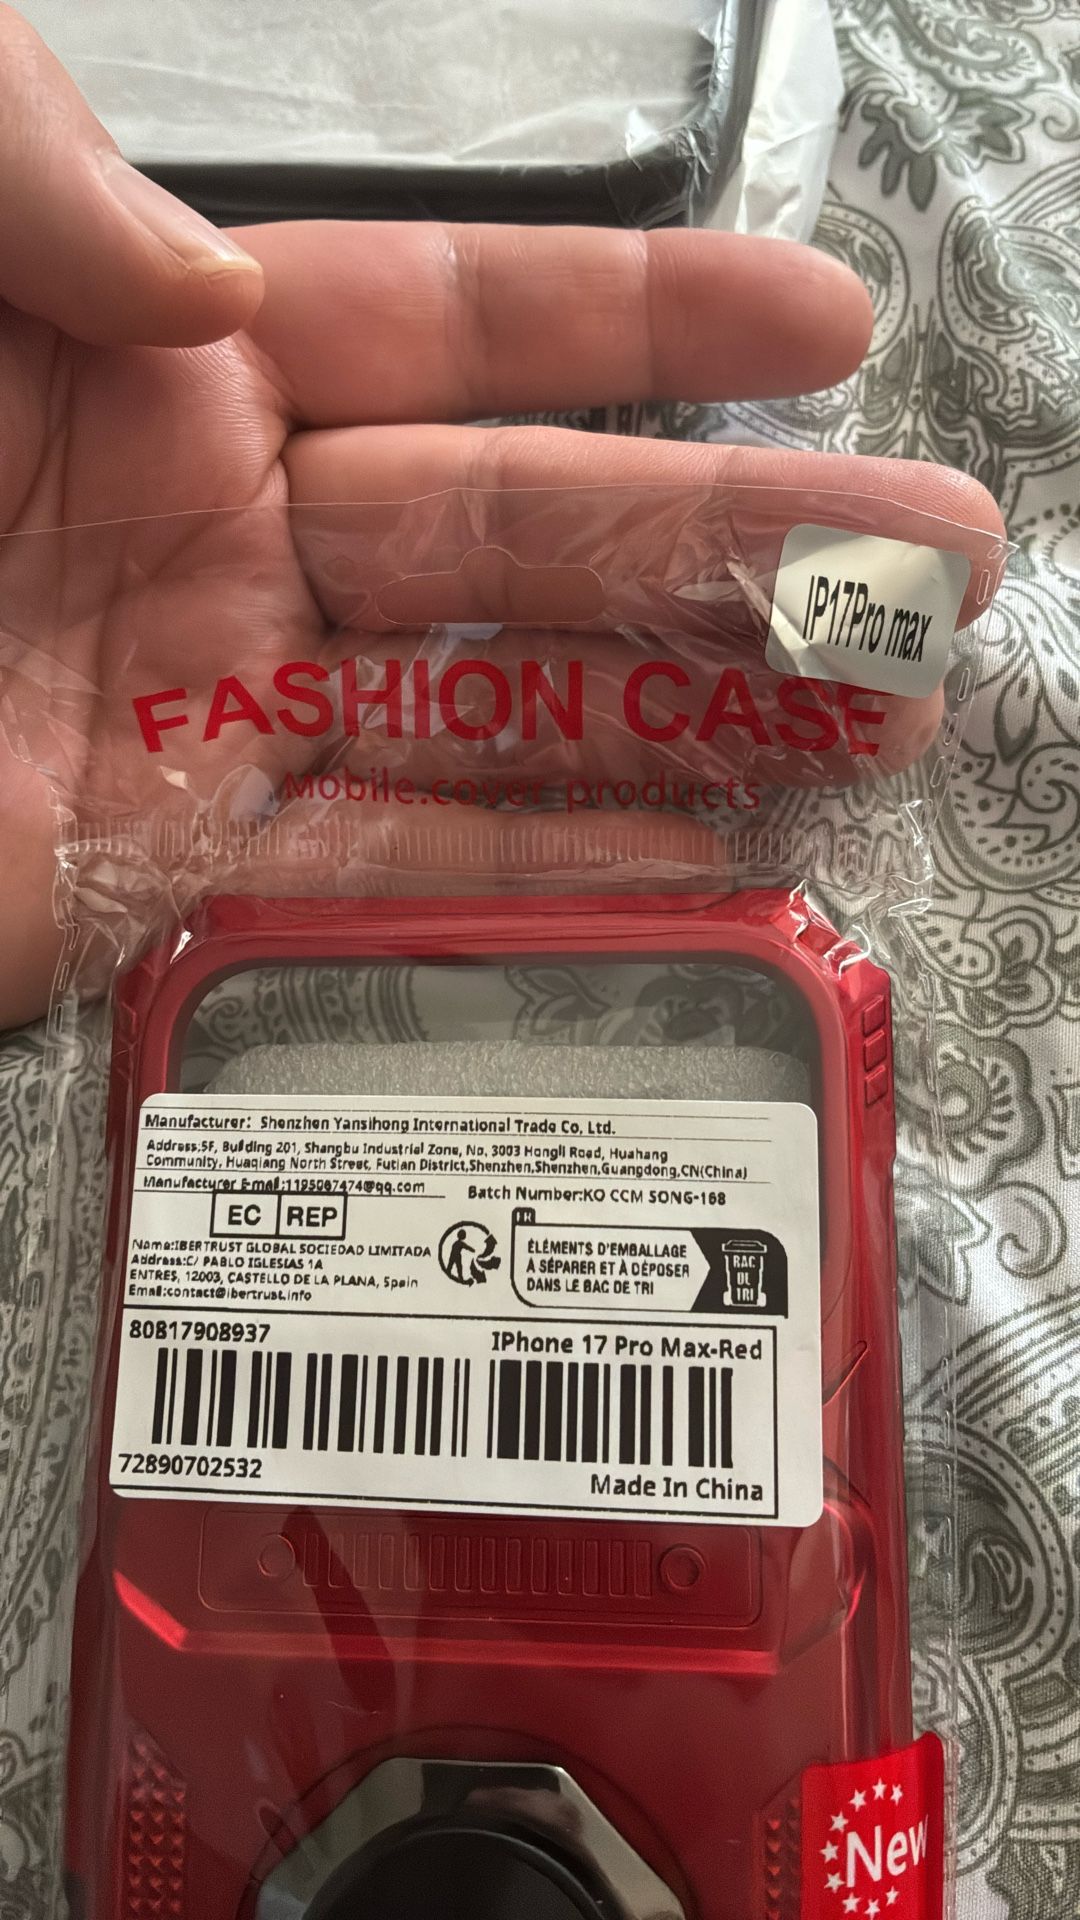 IP17Pro max
FASHION CASE
Mobile.cover products
Manufacturer: Shenzhen Yansihong International Trade Co, Ltd.
Address:5F, Building 201, Shangbu Industrial Zone, No, 3003 Hongli Road, Huahang
Community, Huaqiang North Street, Futian District,Shenzhen,Shenzhen,Guangdong,CN(China)
Manufacturer E-mail:1195067474@qq.com
Batch Number:KO CCM SONG-168
EC REP
Name:IBERTRUST GLOBAL SOCIEDAD LIMITADA
Address:C/ PABLO IGLESIAS 1A
ENTRES, 12003, CASTELLO DE LA PLANA, Spain
Email:contact@ibertrust.info
FR
ÉLÉMENTS D'EMBALLAGE
À SÉPARER ET À DÉPOSER
DANS LE BAC DE TRI
BAC
DE
TRI
80817908937
IPhone 17 Pro Max-Red
72890702532
Made In China
New